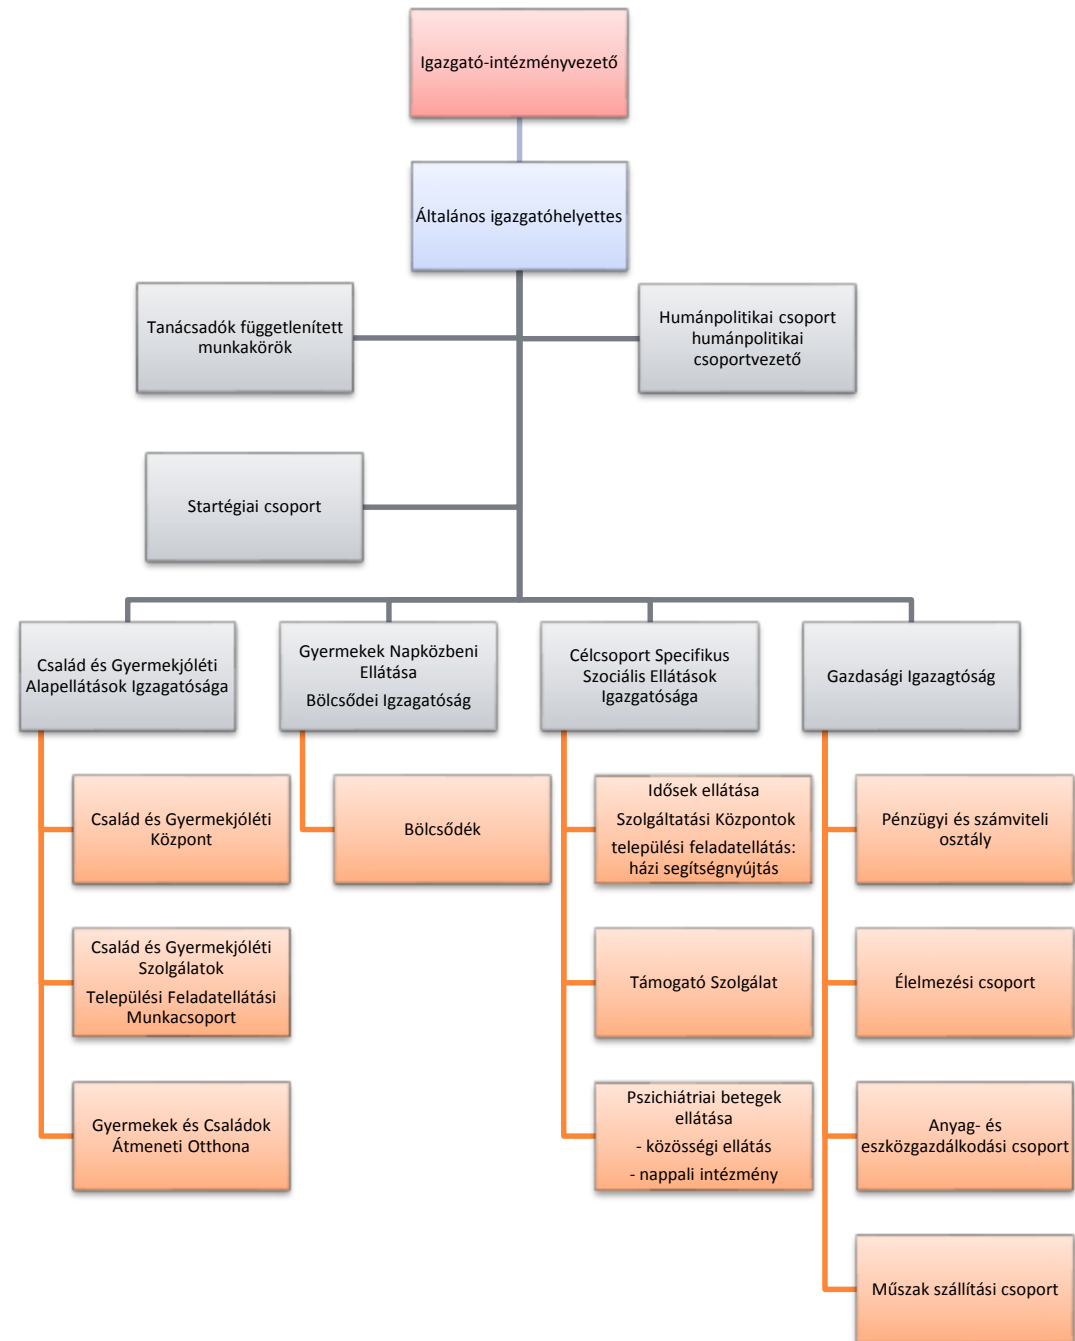 Igazgató-intézményvezető
Általános igazgatóhelyettes
Tanácsadók függetlenített
munkakörök
Humánpolitikai csoport
humánpolitikai
csoportvezető
Startégiai csoport
Család és Gyermekjóléti
Alapellátások Igzagatósága
Gyermekek Napközbeni
Ellátása
Bölcsődei Igzagatóság
Célcsoport Specifikus
Szociális Ellátások
Igazgatósága
Gazdasági Igazagtóság
Család és Gyermekjóléti
Központ
Család és Gyermekjóléti
Szolgálatok
Települési Feladatellátási
Munkacsoport
Gyermekek és Családok
Átmeneti Otthona
Bölcsődék
Idősek ellátása
Szolgáltatási Központok
települési feladatellátás:
házi segítségnyújtás
Támogató Szolgálat
Pszichiátriai betegek
ellátása
- közösségi ellátás
- nappali intézmény
Pénzügyi és számviteli
osztály
Élelmezési csoport
Anyag- és
eszközgazdálkodási csoport
Műszak szállítási csoport